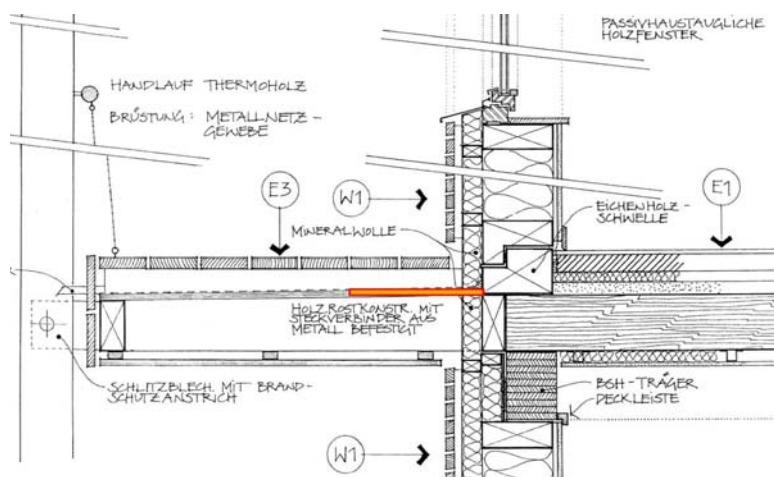 PASSIVHAUSTAUGLICHE
HOLZFENSTER
HANDLAUF THERMOHOLZ
BRÜSTUNG: METALLNETZ-
GEWEBE
E3
W1
E1
EICHENHOLZ-
SCHWELLE
MINERALWOLLE
HOLZROSTKONSTR. MIT
STECKVERBINDER AUS
METALL BEFESTIGT
SCHLITZBLECH MIT BRAND-
SCHUTZANSTRICH
BSH-TRÄGER
DECKLEISTE
W1